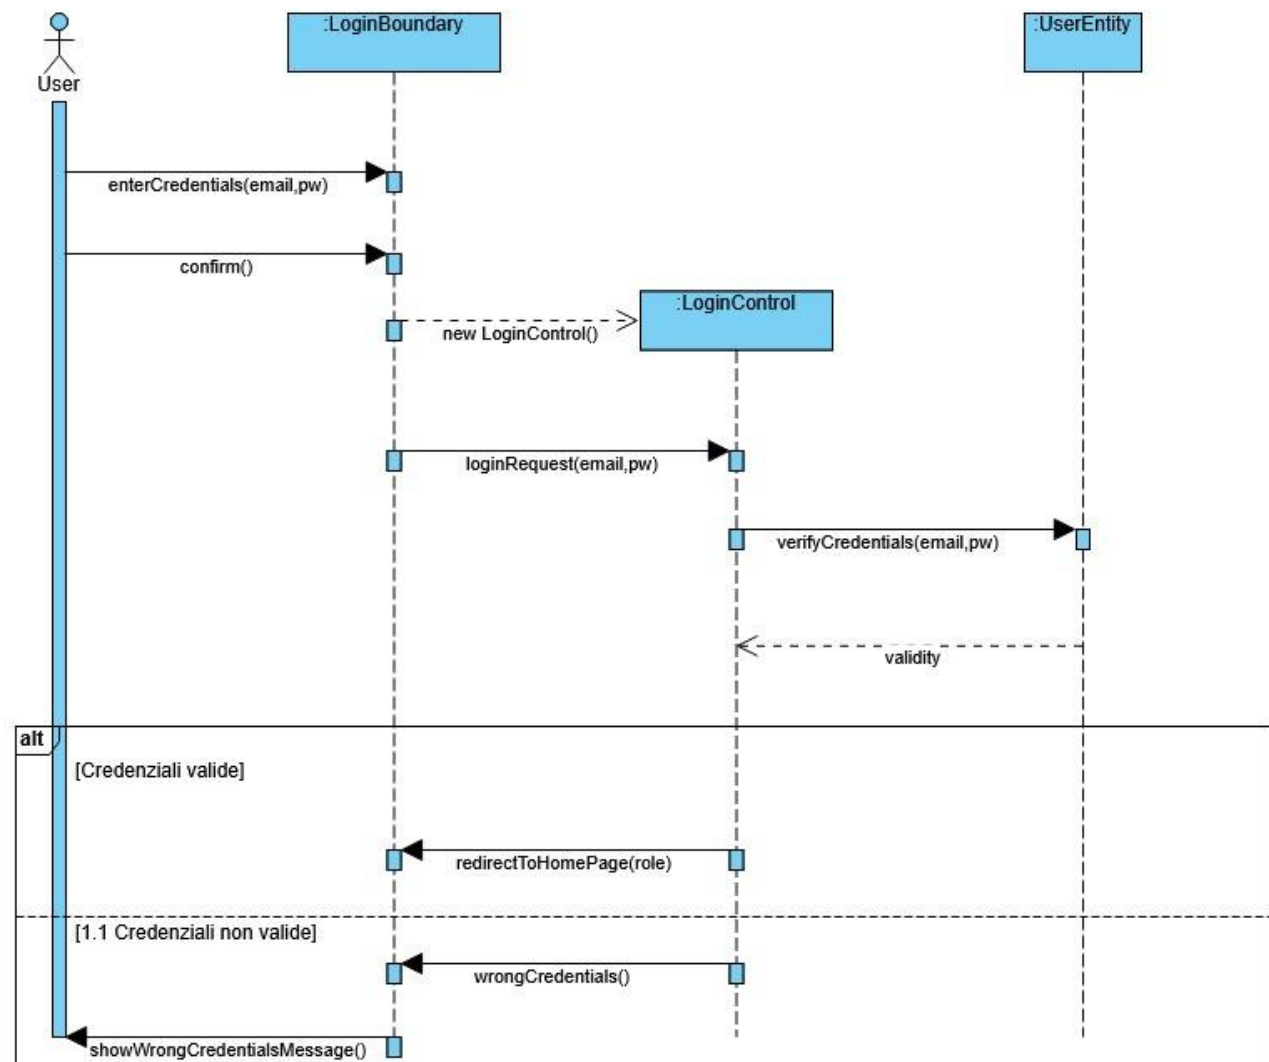 :LoginBoundary
:UserEntity
User
enterCredentials(email,pw)
confirm()
:LoginControl
new LoginControl()
loginRequest(email,pw)
verifyCredentials(email,pw)
validity
alt
[Credenziali valide]
redirectToHomePage(role)
[1.1 Credenziali non valide]
wrongCredentials()
showWrongCredentialsMessage()